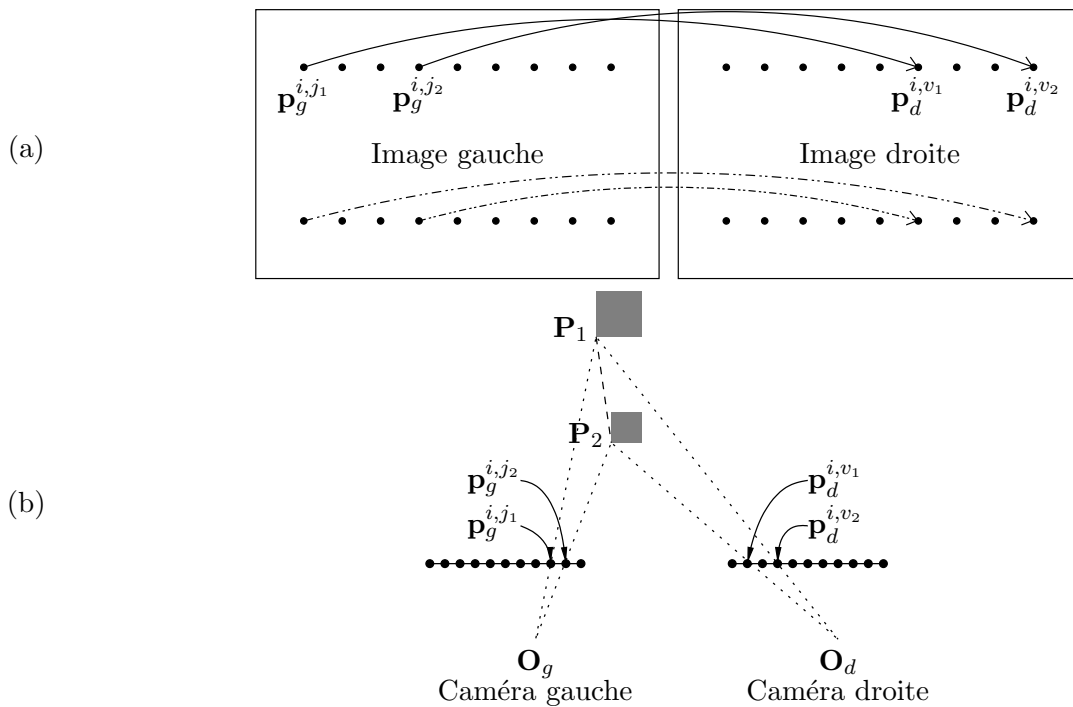 (a)
p_g^{i,j_1} p_g^{i,j_2} p_d^{i,v_1} p_d^{i,v_2}
Image gauche Image droite
P_1
P_2
p_g^{i,j_2} p_d^{i,v_1}
(b)
p_g^{i,j_1} p_d^{i,v_2}
O_g O_d
Caméra gauche Caméra droite